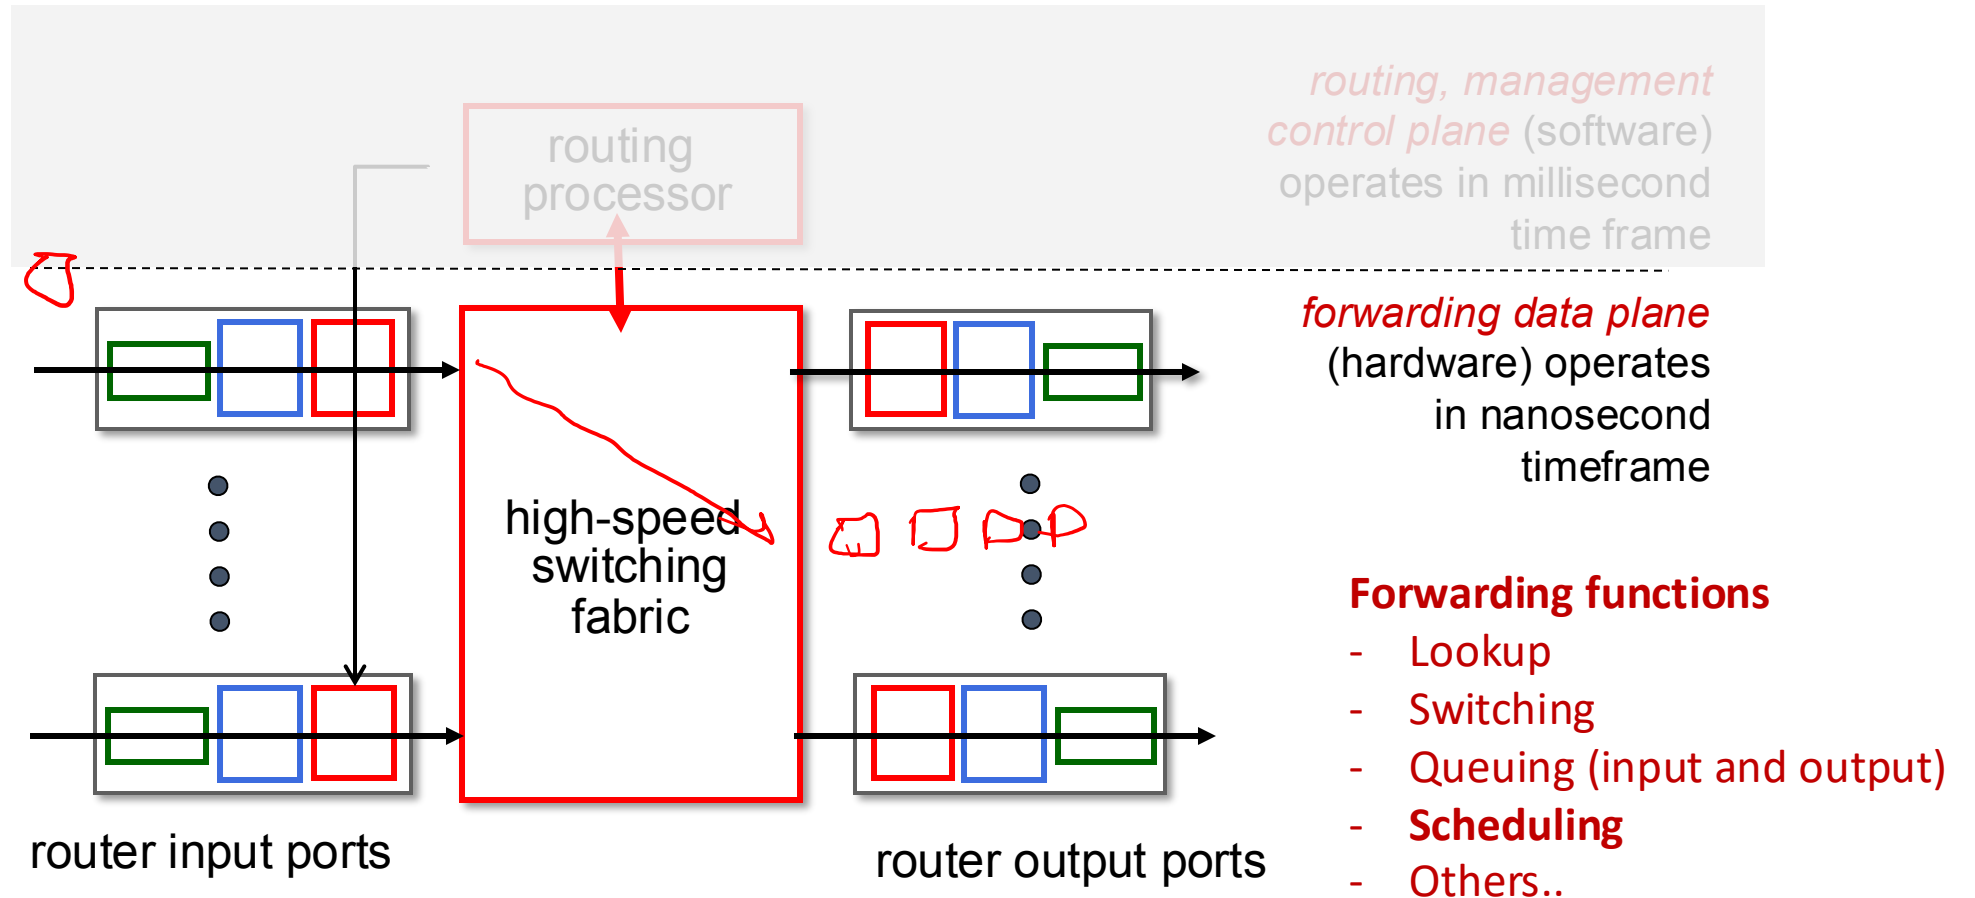 routing, management
control plane (software)
operates in millisecond
time frame
routing
processor
forwarding data plane
(hardware) operates
in nanosecond
timeframe
high-speed
switching
fabric
Forwarding functions
- Lookup
- Switching
- Queuing (input and output)
- Scheduling
- Others..
router input ports
router output ports